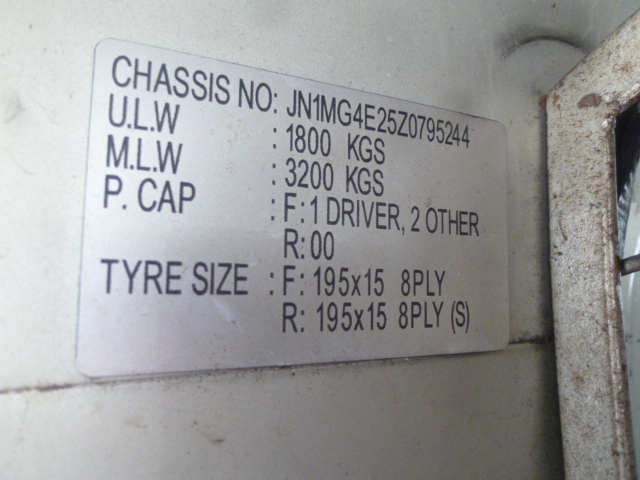 CHASSIS NO: JN1MG4E25Z0795244
U.L.W : 1800 KGS
M.L.W : 3200 KGS
P. CAP : F: 1 DRIVER, 2 OTHER
R: 00
TYRE SIZE : F: 195x15 8PLY
R: 195x15 8PLY (S)